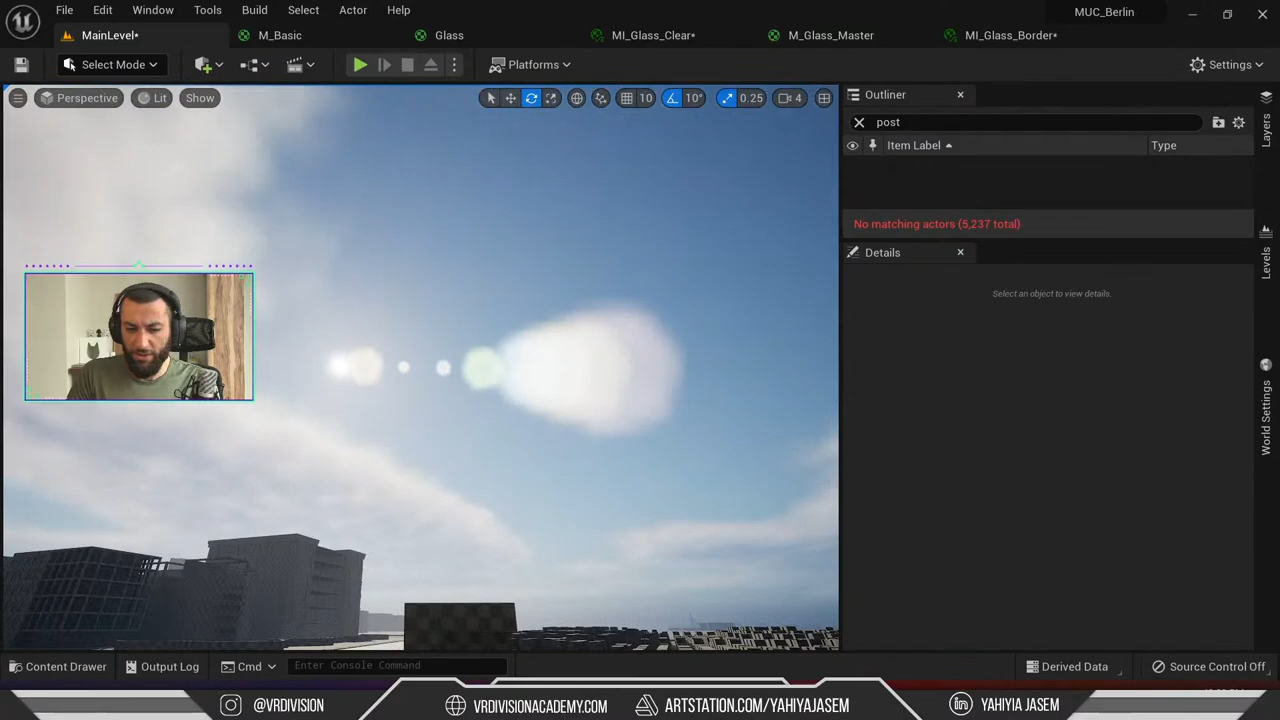 File Edit Window Tools Build Select Actor Help
MUC_Berlin
MainLevel*
M_Basic
Glass
MI_Glass_Clear*
M_Glass_Master
MI_Glass_Border*
Select Mode
Platforms
Settings
Perspective
Lit
Show
10
10°
0.25
4
Outliner
post
Item Label
Type
No matching actors (5,237 total)
Details
Select an object to view details.
Layers
Levels
World Settings
Content Drawer
Output Log
Cmd
Enter Console Command
Derived Data
Source Control Off
@VRDIVISION
VRDIVISIONACADEMY.COM
ARTSTATION.COM/YAHIYAJASEM
YAHIYIA JASEM